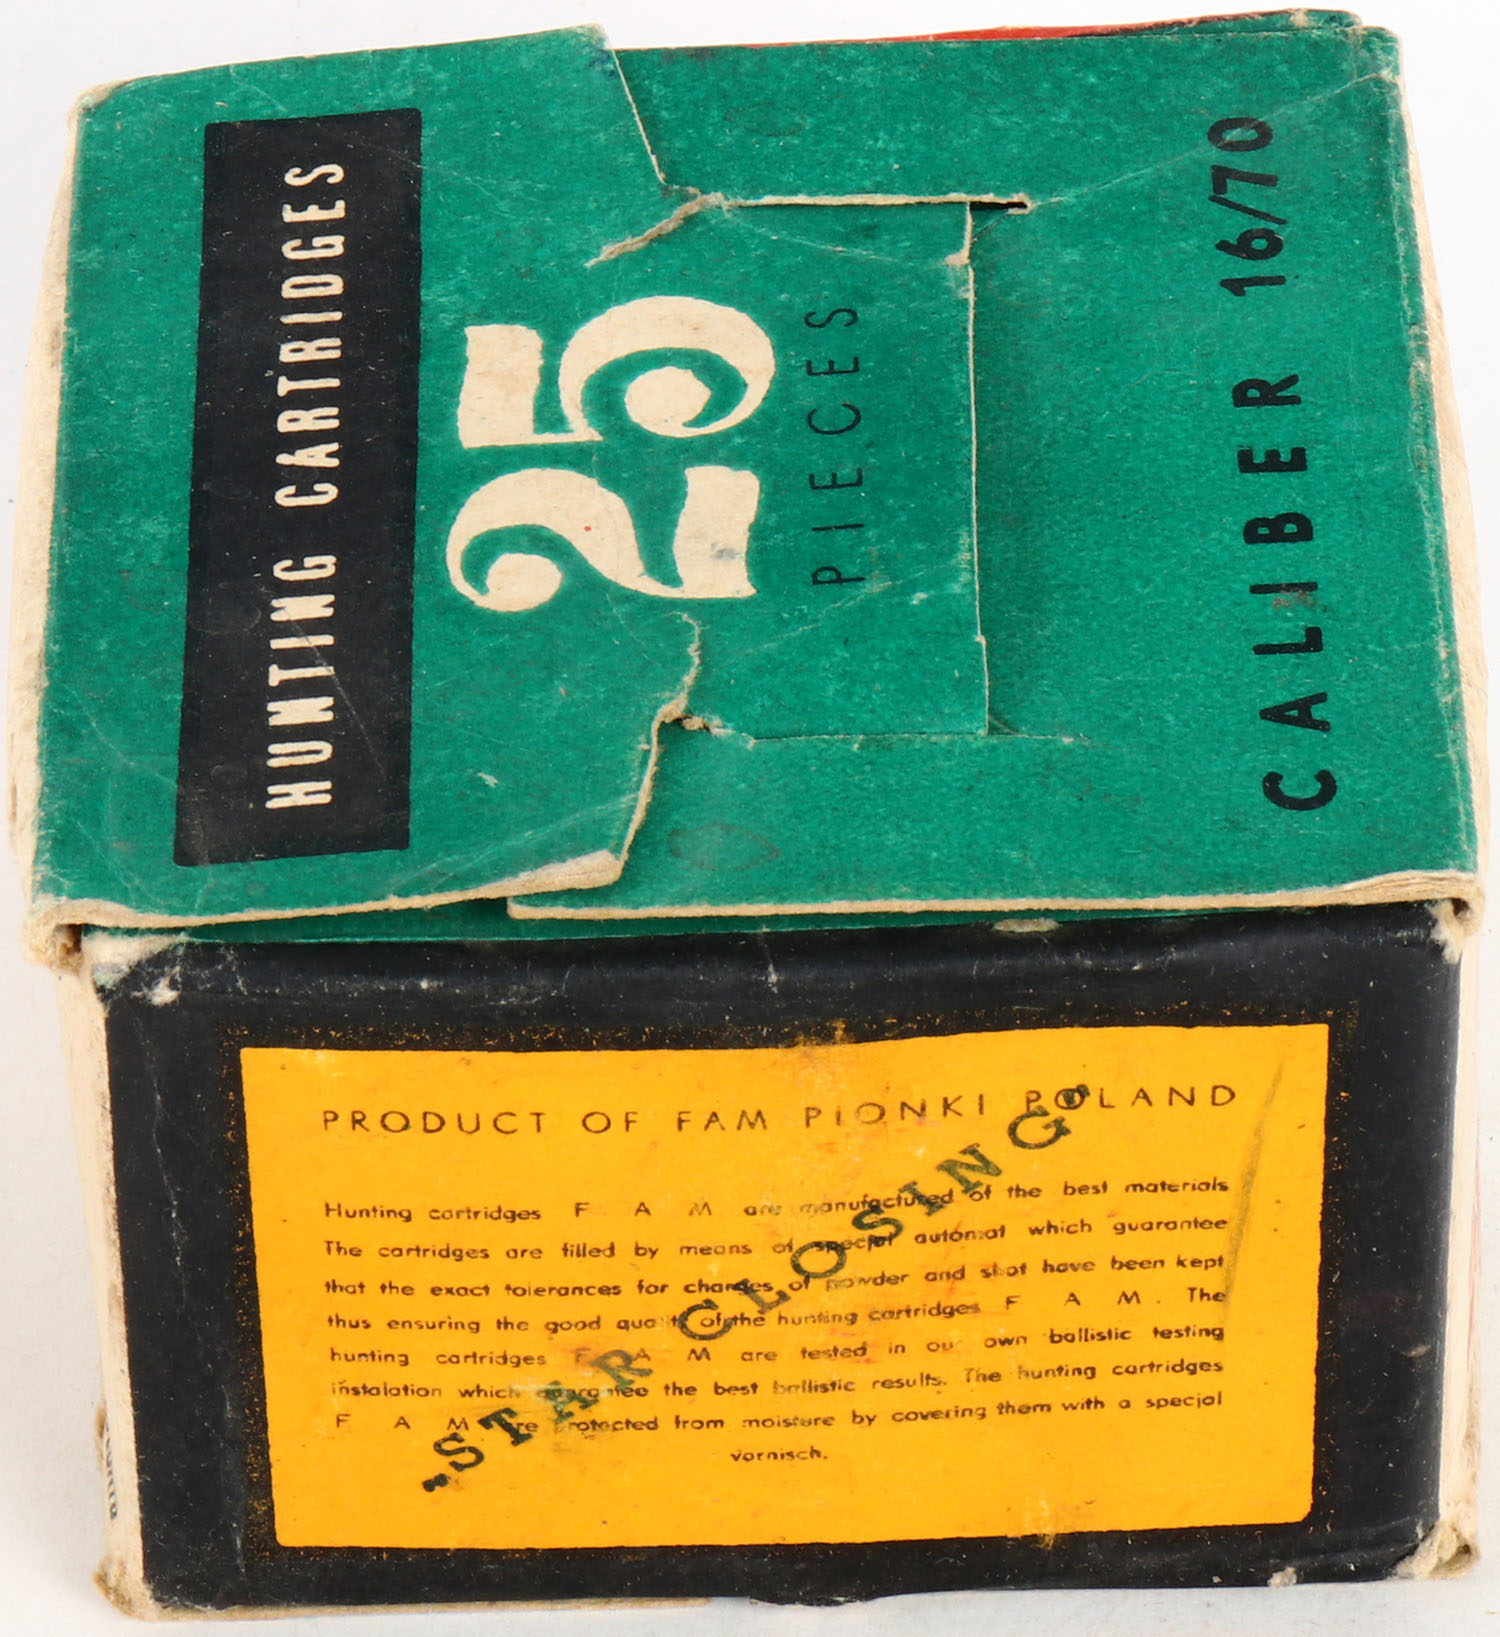 HUNTING CARTRIDGES
25
PIECES
CALIBER 16/70
PRODUCT OF FAM PIONKI POLAND
Hunting cartridges F A M are manufactured of the best materials
The cartridges are filled by means of special automat which guarantee
that the exact tolerances for charges of powder and shot have been kept
thus ensuring the good quality of the hunting cartridges F A M. The
hunting cartridges F A M are tested in our own ballistic testing
instalation which guarantee the best ballistic results. The hunting cartridges
F A M are protected from moisture by covering them with a special
vornisch.
"STAR CLOSING"